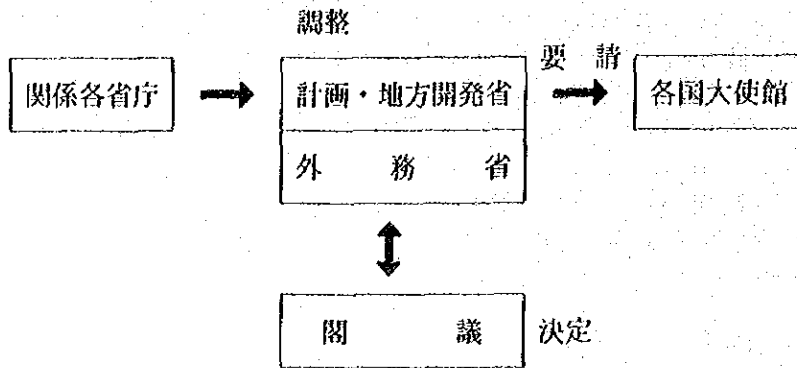 調整
要請
関係各省庁
計画・地方開発省
各国大使館
外務省
閣議
決定